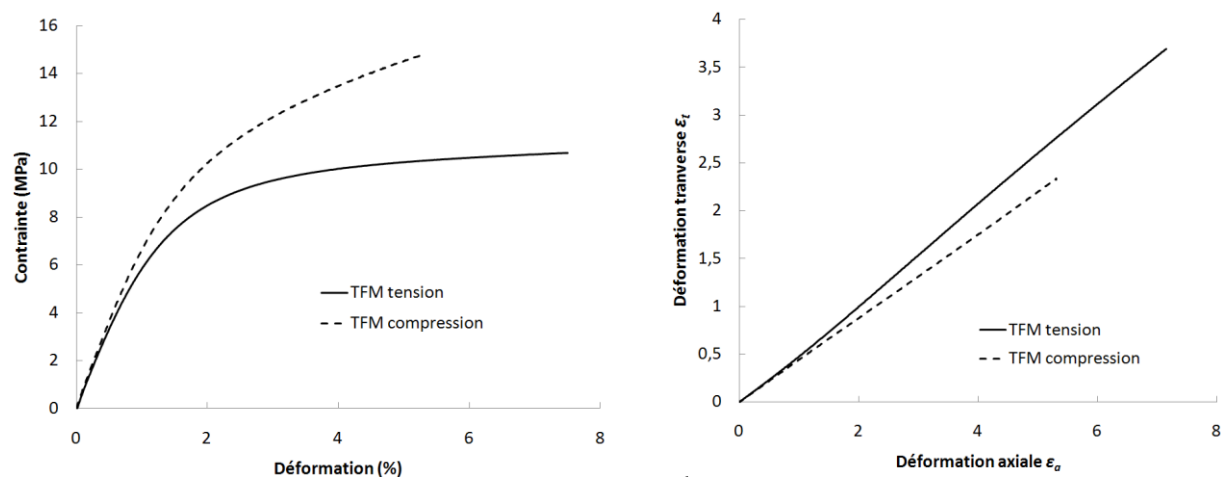 16
14
12
10
8
6
4
2
0
Contrainte (MPa)
TFM tension
TFM compression
0 2 4 6 8
Déformation (%)
4
3,5
3
2,5
2
1,5
1
0,5
0
Déformation tranverse εt
TFM tension
TFM compression
0 2 4 6 8
Déformation axiale εa